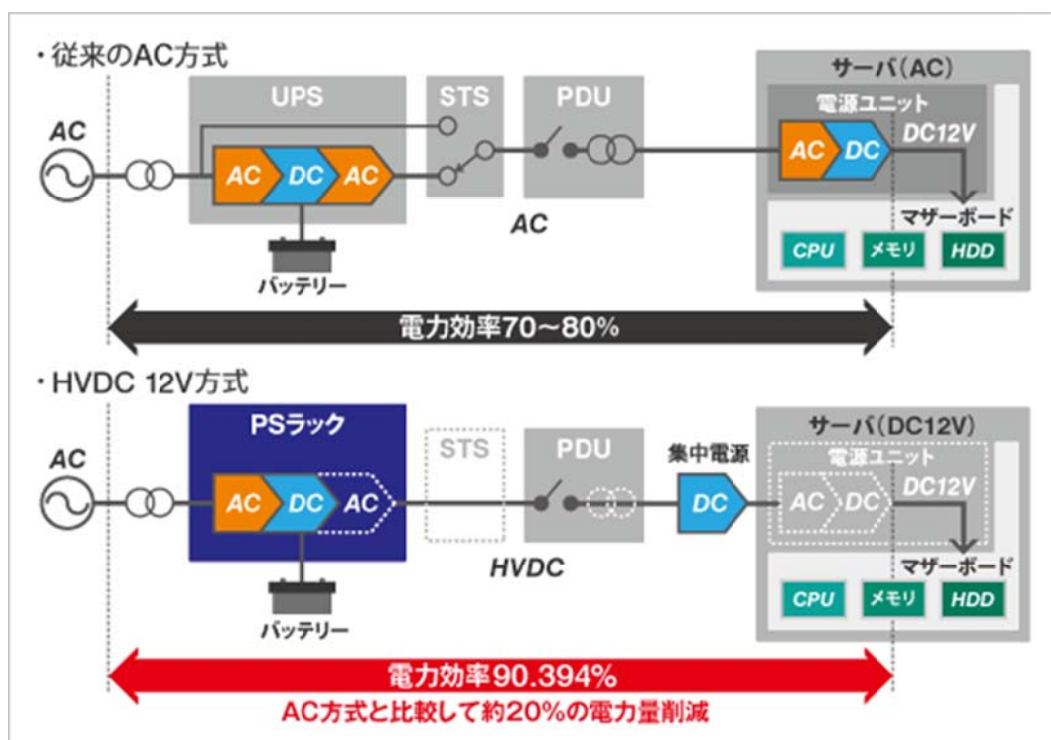 ・従来のAC方式
UPS
STS
PDU
サーバ(AC)
電源ユニット
AC
AC
DC
AC
AC
DC
DC12V
バッテリー
AC
マザーボード
CPU
メモリ
HDD
電力効率70～80%
・HVDC 12V方式
PSラック
STS
PDU
集中電源
サーバ(DC12V)
電源ユニット
AC
AC
DC
AC
DC
AC
DC
DC12V
バッテリー
HVDC
マザーボード
CPU
メモリ
HDD
電力効率90.394%
AC方式と比較して約20%の電力量削減